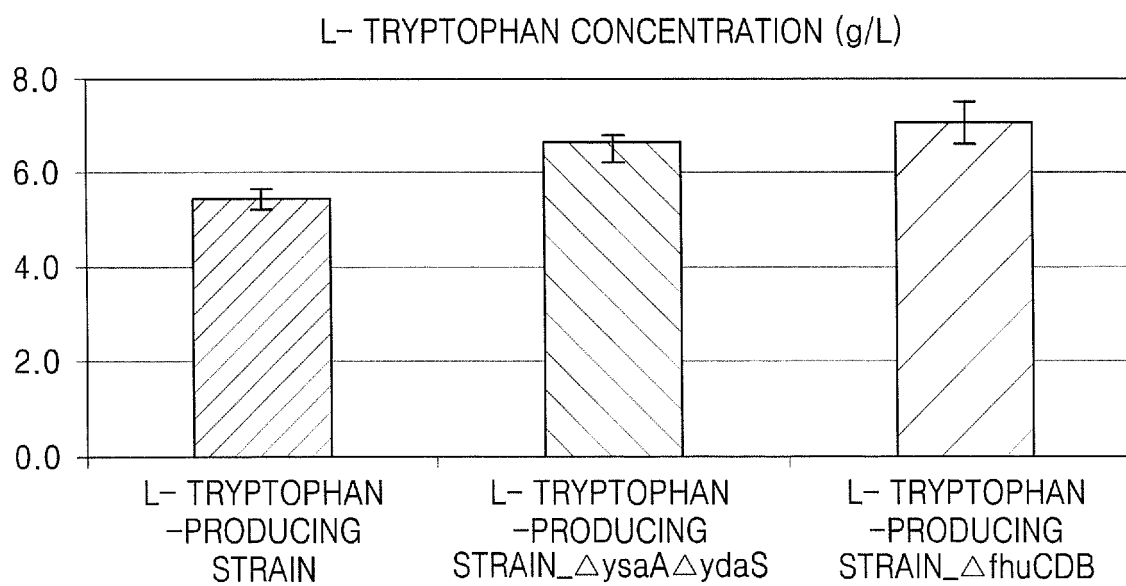 L- TRYPTOPHAN CONCENTRATION (g/L)
8.0
6.0
4.0
2.0
0.0
L- TRYPTOPHAN
-PRODUCING
STRAIN
L- TRYPTOPHAN
-PRODUCING
STRAIN_△ysaA△ydaS
L- TRYPTOPHAN
-PRODUCING
STRAIN_△fhuCDB